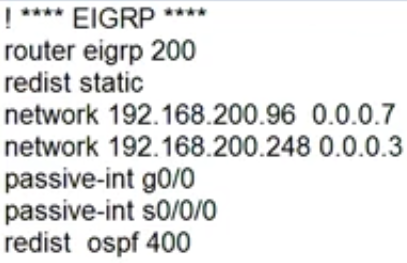 ! **** EIGRP ****
router eigrp 200
redist static
network 192.168.200.96  0.0.0.7
network 192.168.200.248 0.0.0.3
passive-int g0/0
passive-int s0/0/0
redist  ospf 400